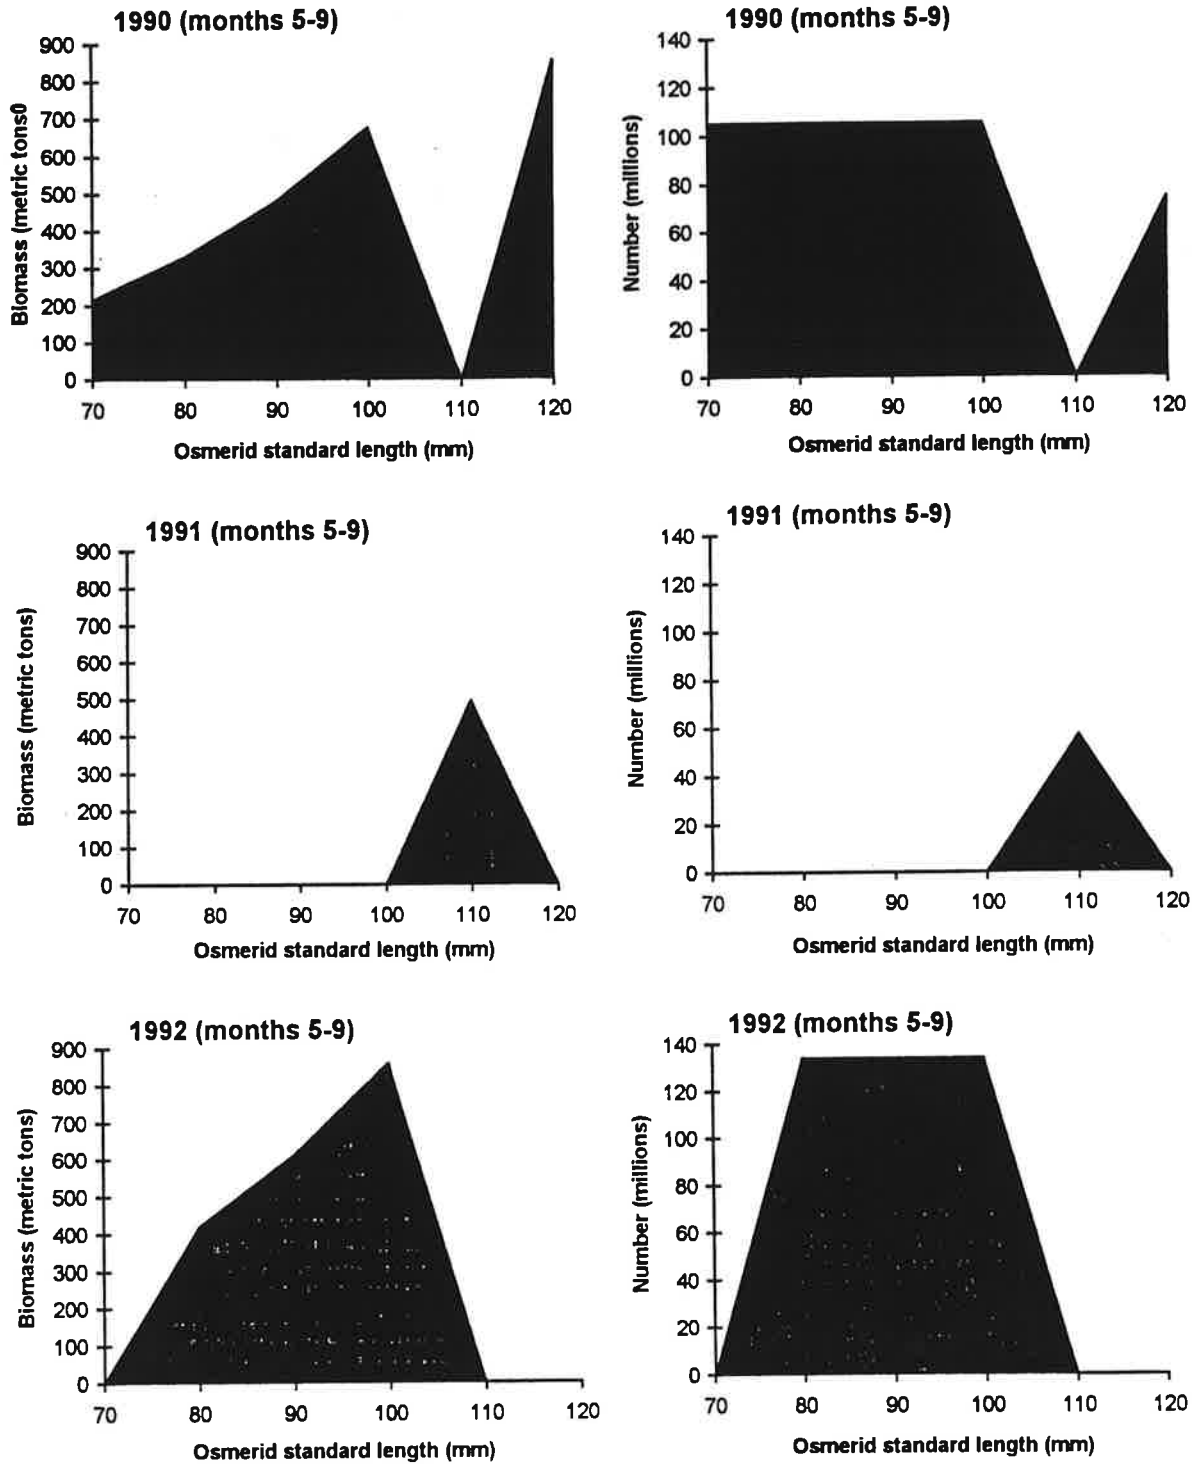 1990 (months 5-9)
900
800
700
600
500
400
300
200
100
0
Biomass (metric tons0
70 80 90 100 110 120
Osmerid standard length (mm)
1990 (months 5-9)
140
120
100
80
60
40
20
0
Number (millions)
70 80 90 100 110 120
Osmerid standard length (mm)
1991 (months 5-9)
900
800
700
600
500
400
300
200
100
0
Biomass (metric tons)
70 80 90 100 110 120
Osmerid standard length (mm)
1991 (months 5-9)
140
120
100
80
60
40
20
0
Number (millions)
70 80 90 100 110 120
Osmerid standard length (mm)
1992 (months 5-9)
900
800
700
600
500
400
300
200
100
0
Biomass (metric tons)
70 80 90 100 110 120
Osmerid standard length (mm)
1992 (months 5-9)
140
120
100
80
60
40
20
0
Number (millions)
70 80 90 100 110 120
Osmerid standard length (mm)